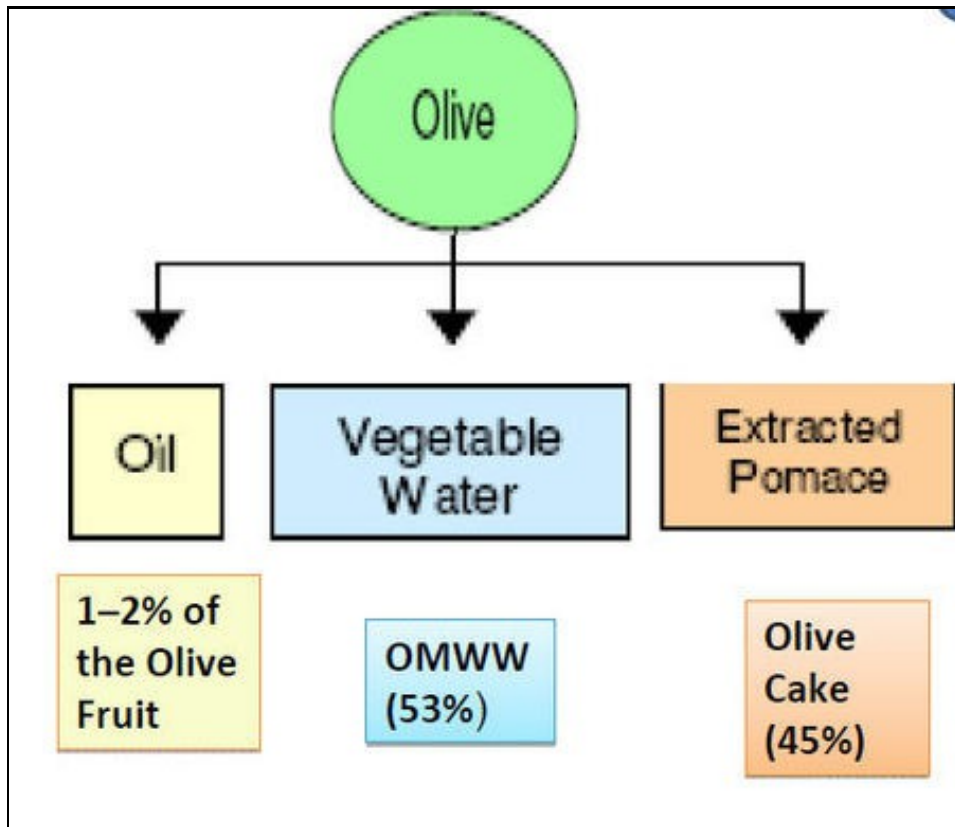 Olive
Oil
Vegetable
Water
Extracted
Pomace
1–2% of
the Olive
Fruit
OMWW
(53%)
Olive
Cake
(45%)